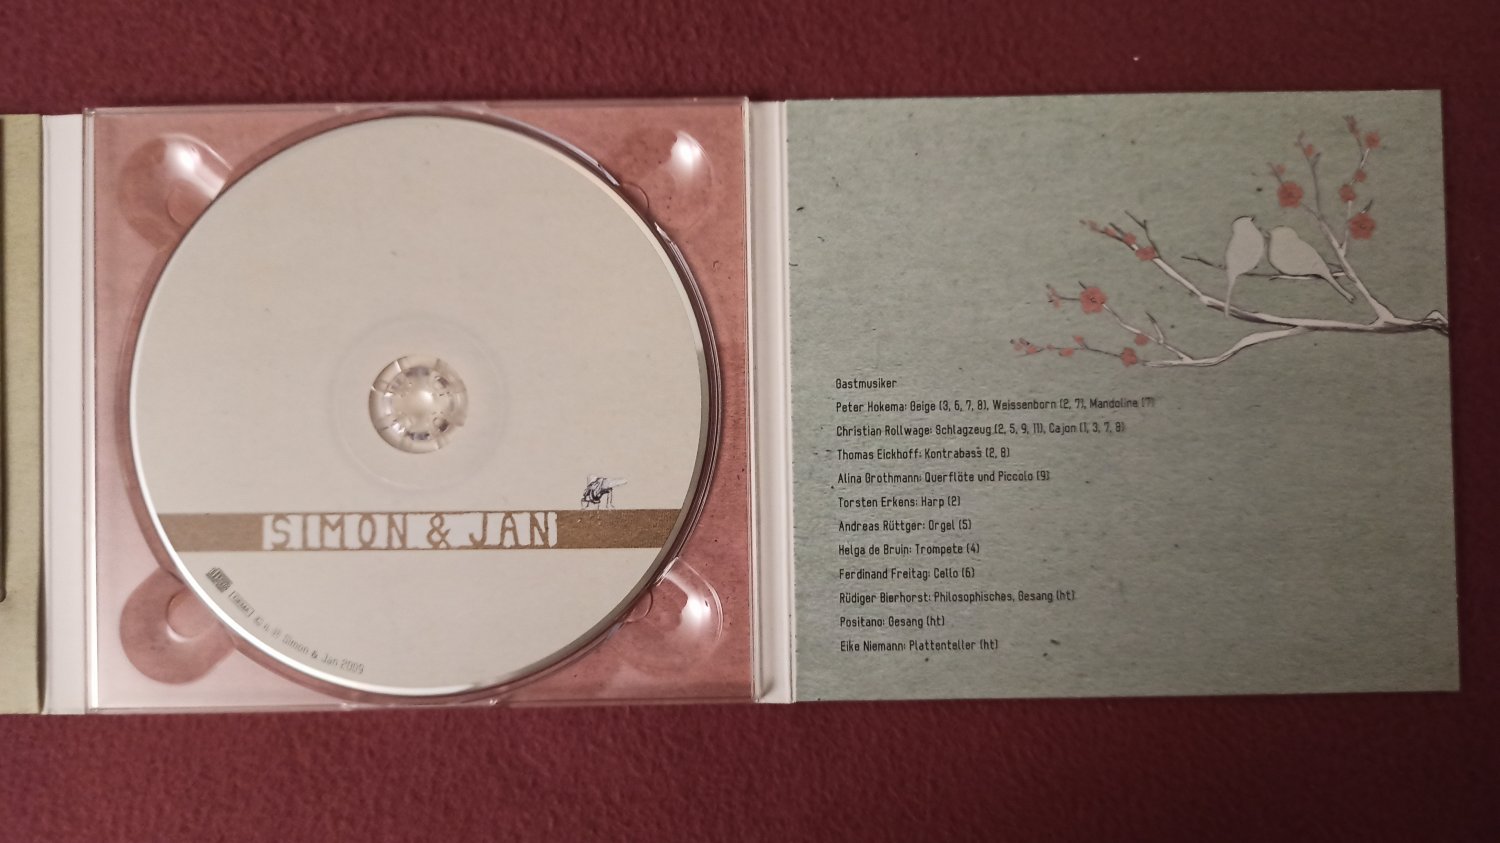 SIMON & JAN
[GEMA] © & ℗ Simon & Jan 2009
Gastmusiker
Peter Hokema: Geige (3, 6, 7, 8), Weissenborn (2, 7), Mandoline (7)
Christian Rollwage: Schlagzeug (2, 5, 9, 11), Cajon (1, 3, 7, 8)
Thomas Eickhoff: Kontrabass (2, 8)
Alina Grothmann: Querflöte und Piccolo (9)
Torsten Erkens: Harp (2)
Andreas Rüttger: Orgel (5)
Helga de Bruin: Trompete (4)
Ferdinand Freitag: Cello (6)
Rüdiger Bierhorst: Philosophisches, Gesang (ht)
Positano: Gesang (ht)
Eike Niemann: Plattenteller (ht)